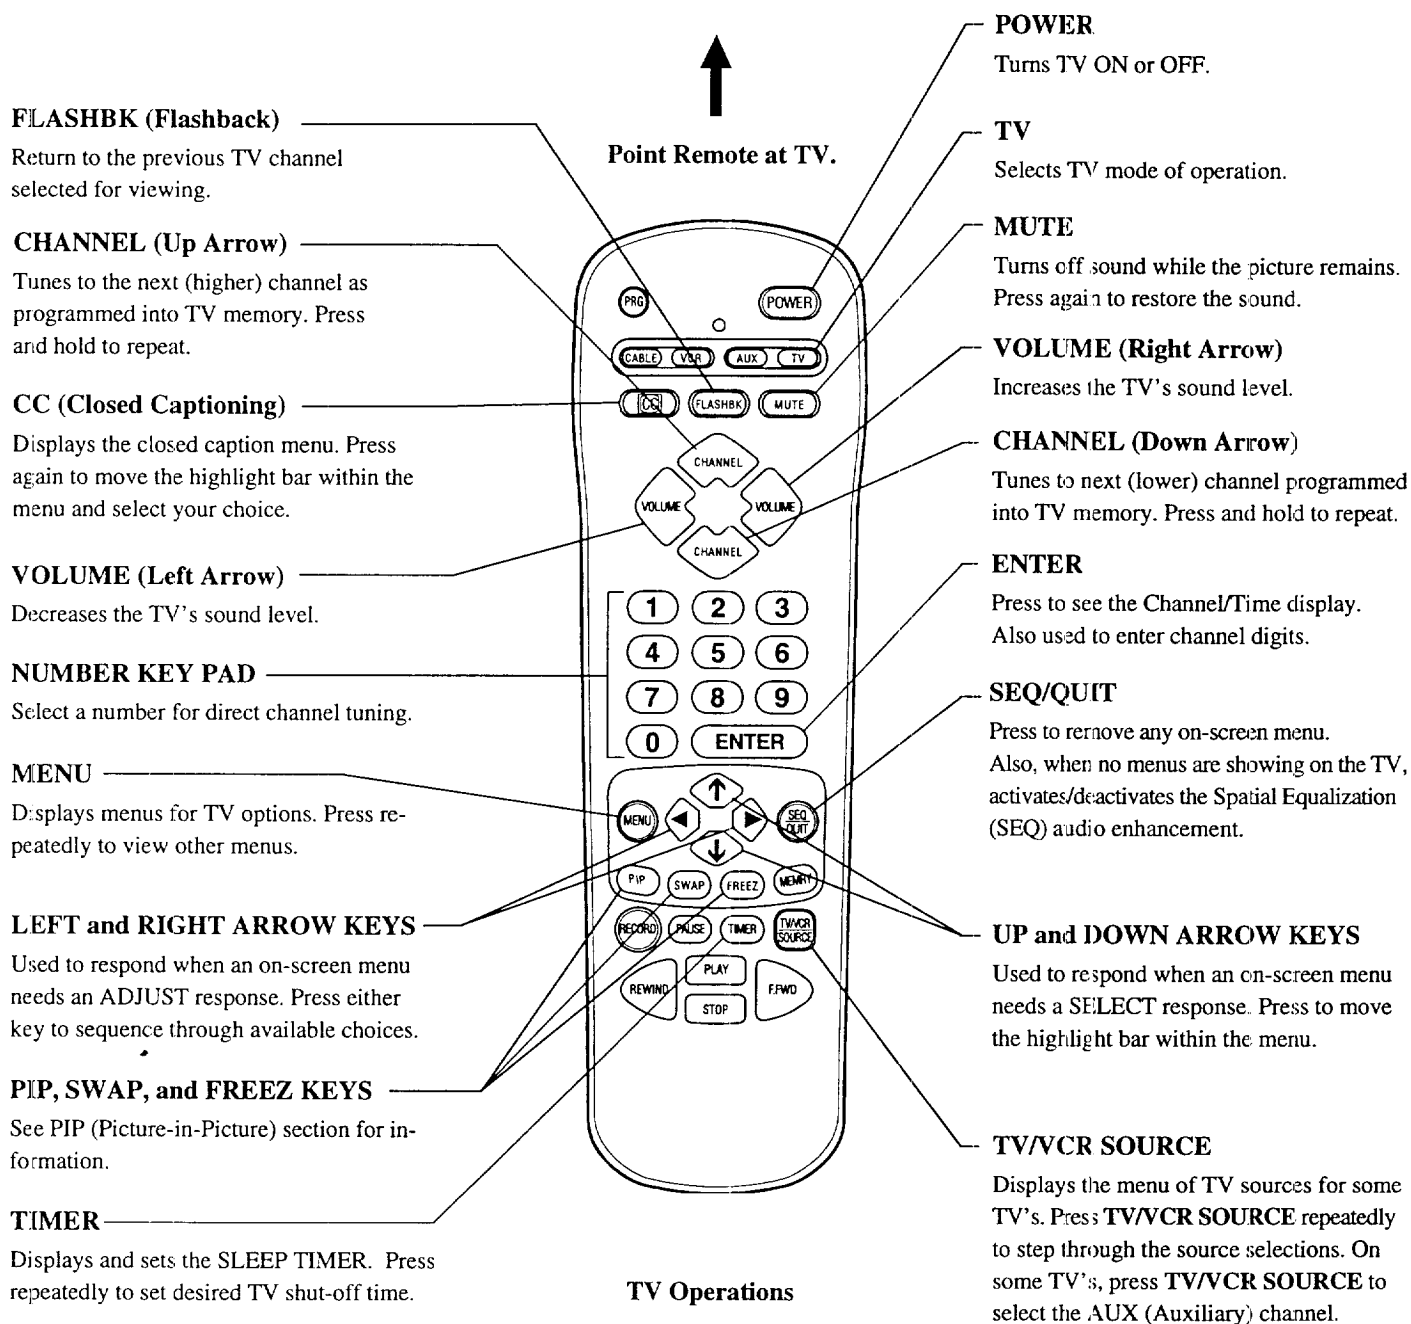 FLASHBK (Flashback)
Return to the previous TV channel
selected for viewing.
CHANNEL (Up Arrow)
Tunes to the next (higher) channel as
programmed into TV memory. Press
and hold to repeat.
CC (Closed Captioning)
Displays the closed caption menu. Press
again to move the highlight bar within the
menu and select your choice.
VOLUME (Left Arrow)
Decreases the TV's sound level.
NUMBER KEY PAD
Select a number for direct channel tuning.
MENU
Displays menus for TV options. Press re-
peatedly to view other menus.
LEFT and RIGHT ARROW KEYS
Used to respond when an on-screen menu
needs an ADJUST response. Press either
key to sequence through available choices.
PIP, SWAP, and FREEZ KEYS
See PIP (Picture-in-Picture) section for in-
formation.
TIMER
Displays and sets the SLEEP TIMER. Press
repeatedly to set desired TV shut-off time.
Point Remote at TV.
PRG POWER
CABLE VCR AUX TV
CC FLASHBK MUTE
CHANNEL
VOLUME VOLUME
CHANNEL
1 2 3
4 5 6
7 8 9
0 ENTER
MENU SEQ
QUIT
PIP SWAP FREEZ MEMRY
RECORD PAUSE TIMER TV/VCR
SOURCE
PLAY
REWIND F.FWD
STOP
TV Operations
POWER
Turns TV ON or OFF.
TV
Selects TV mode of operation.
MUTE
Turns off sound while the picture remains.
Press again to restore the sound.
VOLUME (Right Arrow)
Increases the TV's sound level.
CHANNEL (Down Arrow)
Tunes to next (lower) channel programmed
into TV memory. Press and hold to repeat.
ENTER
Press to see the Channel/Time display.
Also used to enter channel digits.
SEQ/QUIT
Press to remove any on-screen menu.
Also, when no menus are showing on the TV,
activates/deactivates the Spatial Equalization
(SEQ) audio enhancement.
UP and DOWN ARROW KEYS
Used to respond when an on-screen menu
needs a SELECT response. Press to move
the highlight bar within the menu.
TV/VCR SOURCE
Displays the menu of TV sources for some
TV's. Press TV/VCR SOURCE repeatedly
to step through the source selections. On
some TV's, press TV/VCR SOURCE to
select the AUX (Auxiliary) channel.